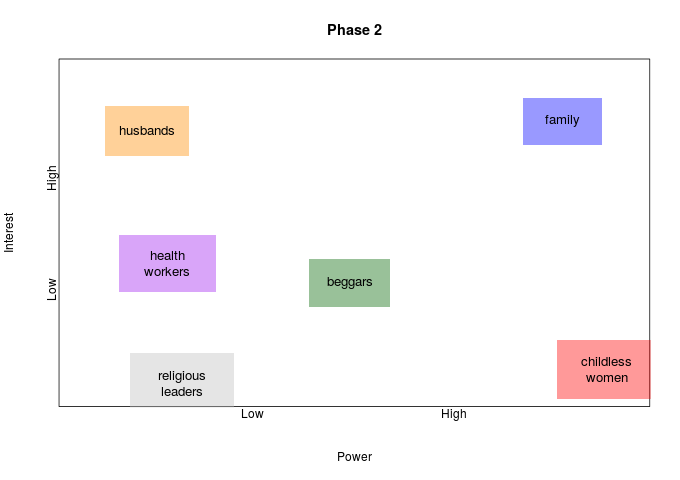 Phase 2
husbands
family
High
Interest
health
workers
beggars
Low
childless
women
religious
leaders
Low
High
Power